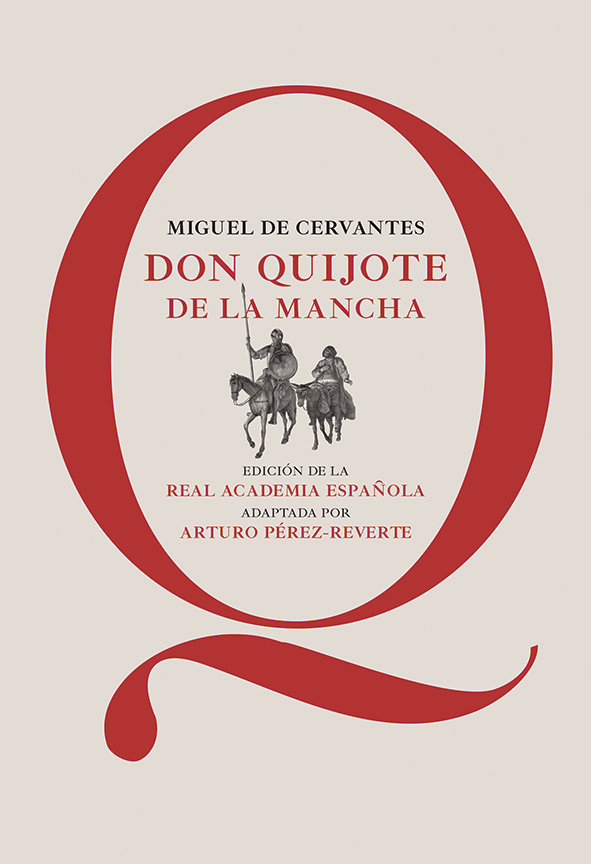 Q
MIGUEL DE CERVANTES
DON QUIJOTE
DE LA MANCHA
EDICIÓN DE LA
REAL ACADEMIA ESPAÑOLA
ADAPTADA POR
ARTURO PÉREZ-REVERTE